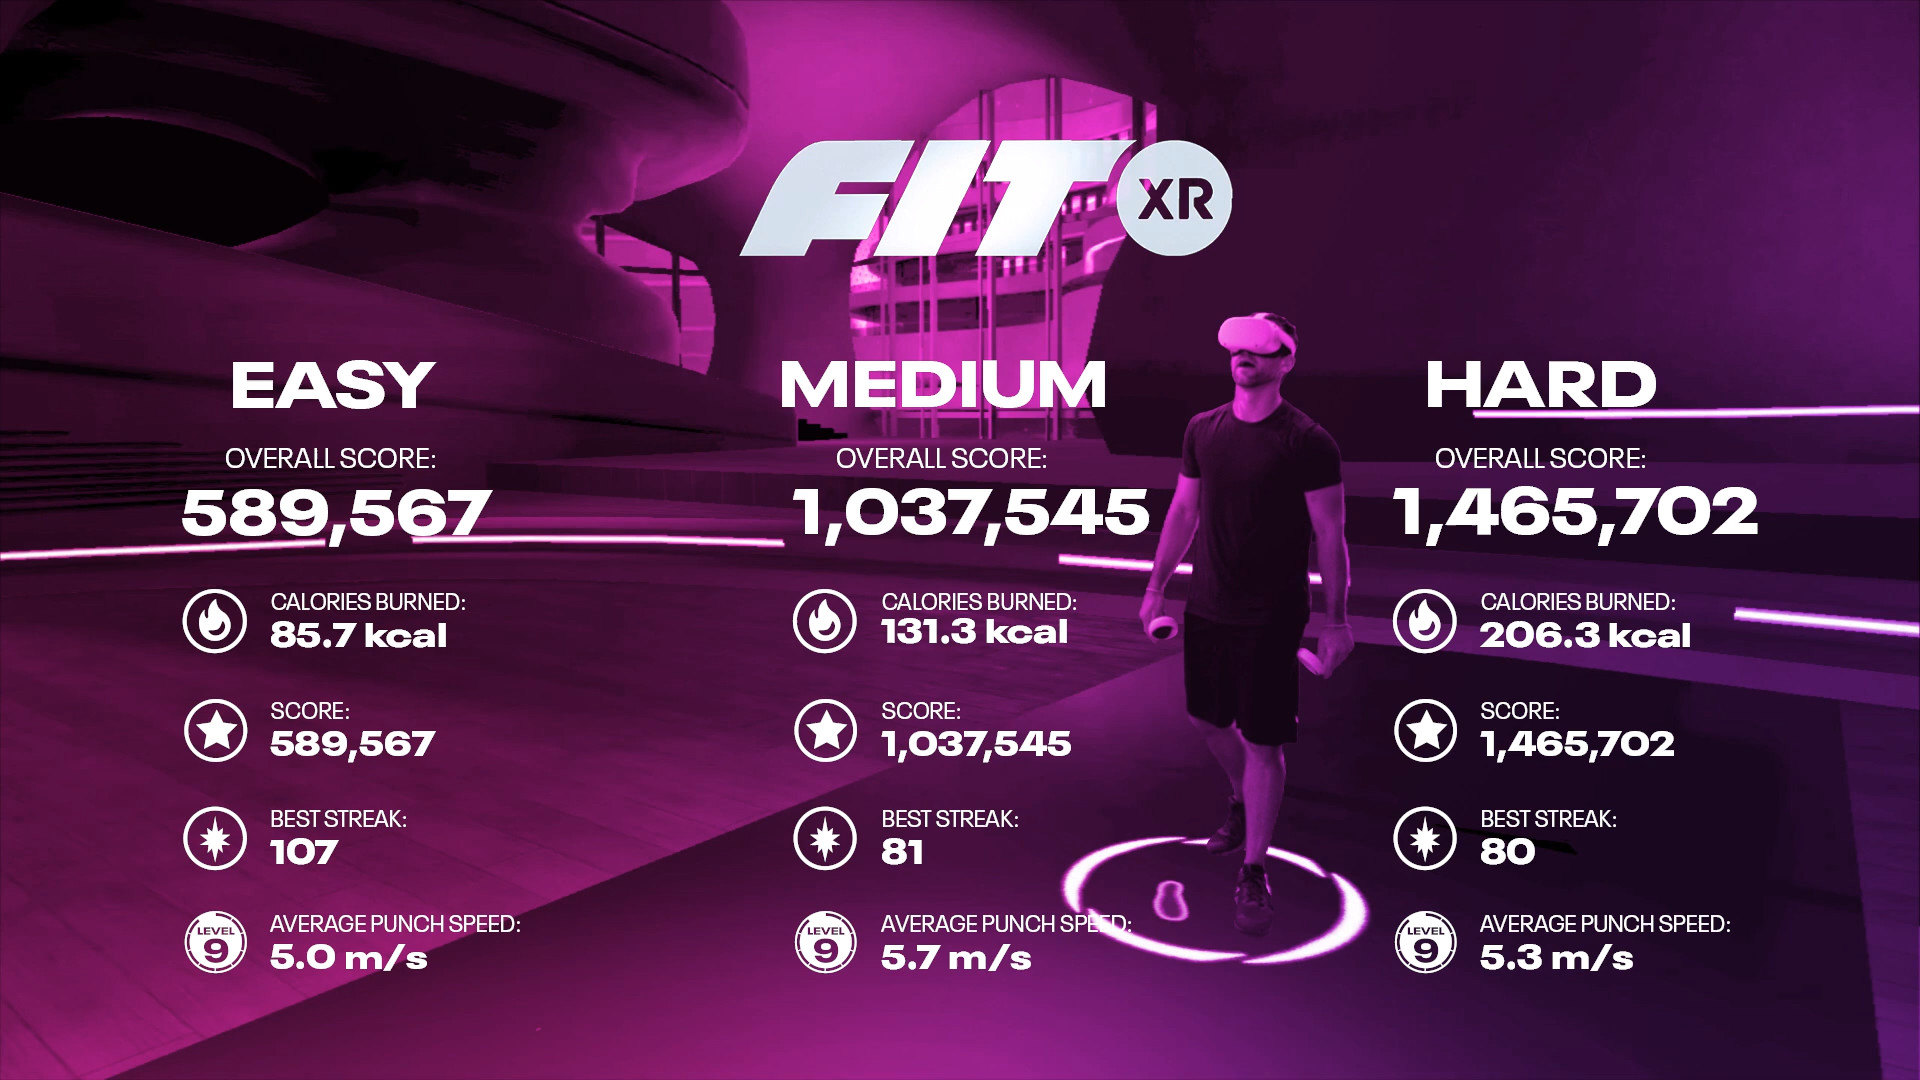 FIT XR
EASY
OVERALL SCORE:
589,567
CALORIES BURNED:
85.7 kcal
SCORE:
589,567
BEST STREAK:
107
LEVEL
9
AVERAGE PUNCH SPEED:
5.0 m/s
MEDIUM
OVERALL SCORE:
1,037,545
CALORIES BURNED:
131.3 kcal
SCORE:
1,037,545
BEST STREAK:
81
LEVEL
9
AVERAGE PUNCH SPEED:
5.7 m/s
HARD
OVERALL SCORE:
1,465,702
CALORIES BURNED:
206.3 kcal
SCORE:
1,465,702
BEST STREAK:
80
LEVEL
9
AVERAGE PUNCH SPEED:
5.3 m/s